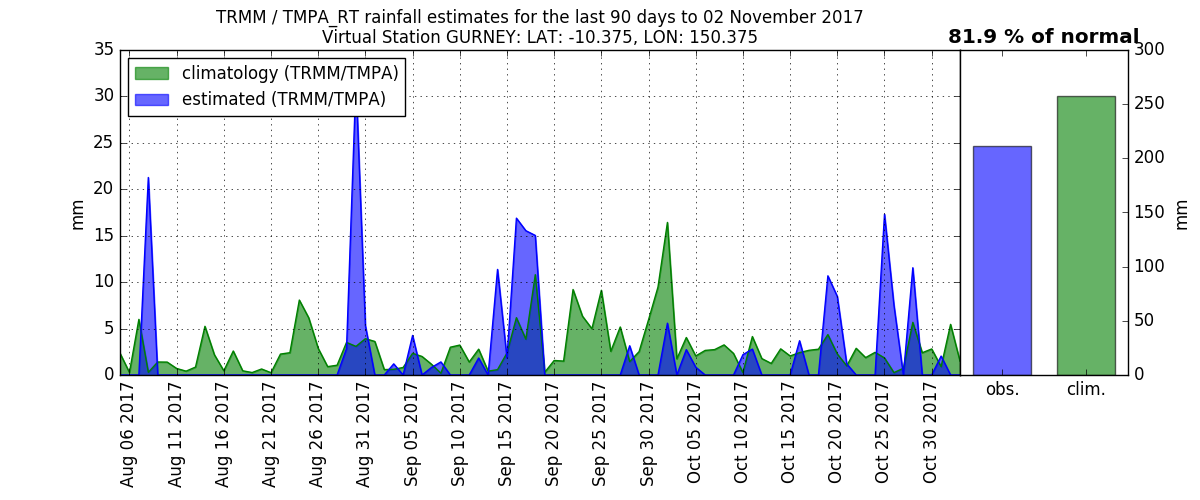 TRMM / TMPA_RT rainfall estimates for the last 90 days to 02 November 2017
Virtual Station GURNEY: LAT: -10.375, LON: 150.375
81.9 % of normal
climatology (TRMM/TMPA)
estimated (TRMM/TMPA)
35
30
25
20
15
10
5
0
mm
Aug 06 2017
Aug 11 2017
Aug 16 2017
Aug 21 2017
Aug 26 2017
Aug 31 2017
Sep 05 2017
Sep 10 2017
Sep 15 2017
Sep 20 2017
Sep 25 2017
Sep 30 2017
Oct 05 2017
Oct 10 2017
Oct 15 2017
Oct 20 2017
Oct 25 2017
Oct 30 2017
300
250
200
150
100
50
0
mm
obs.
clim.